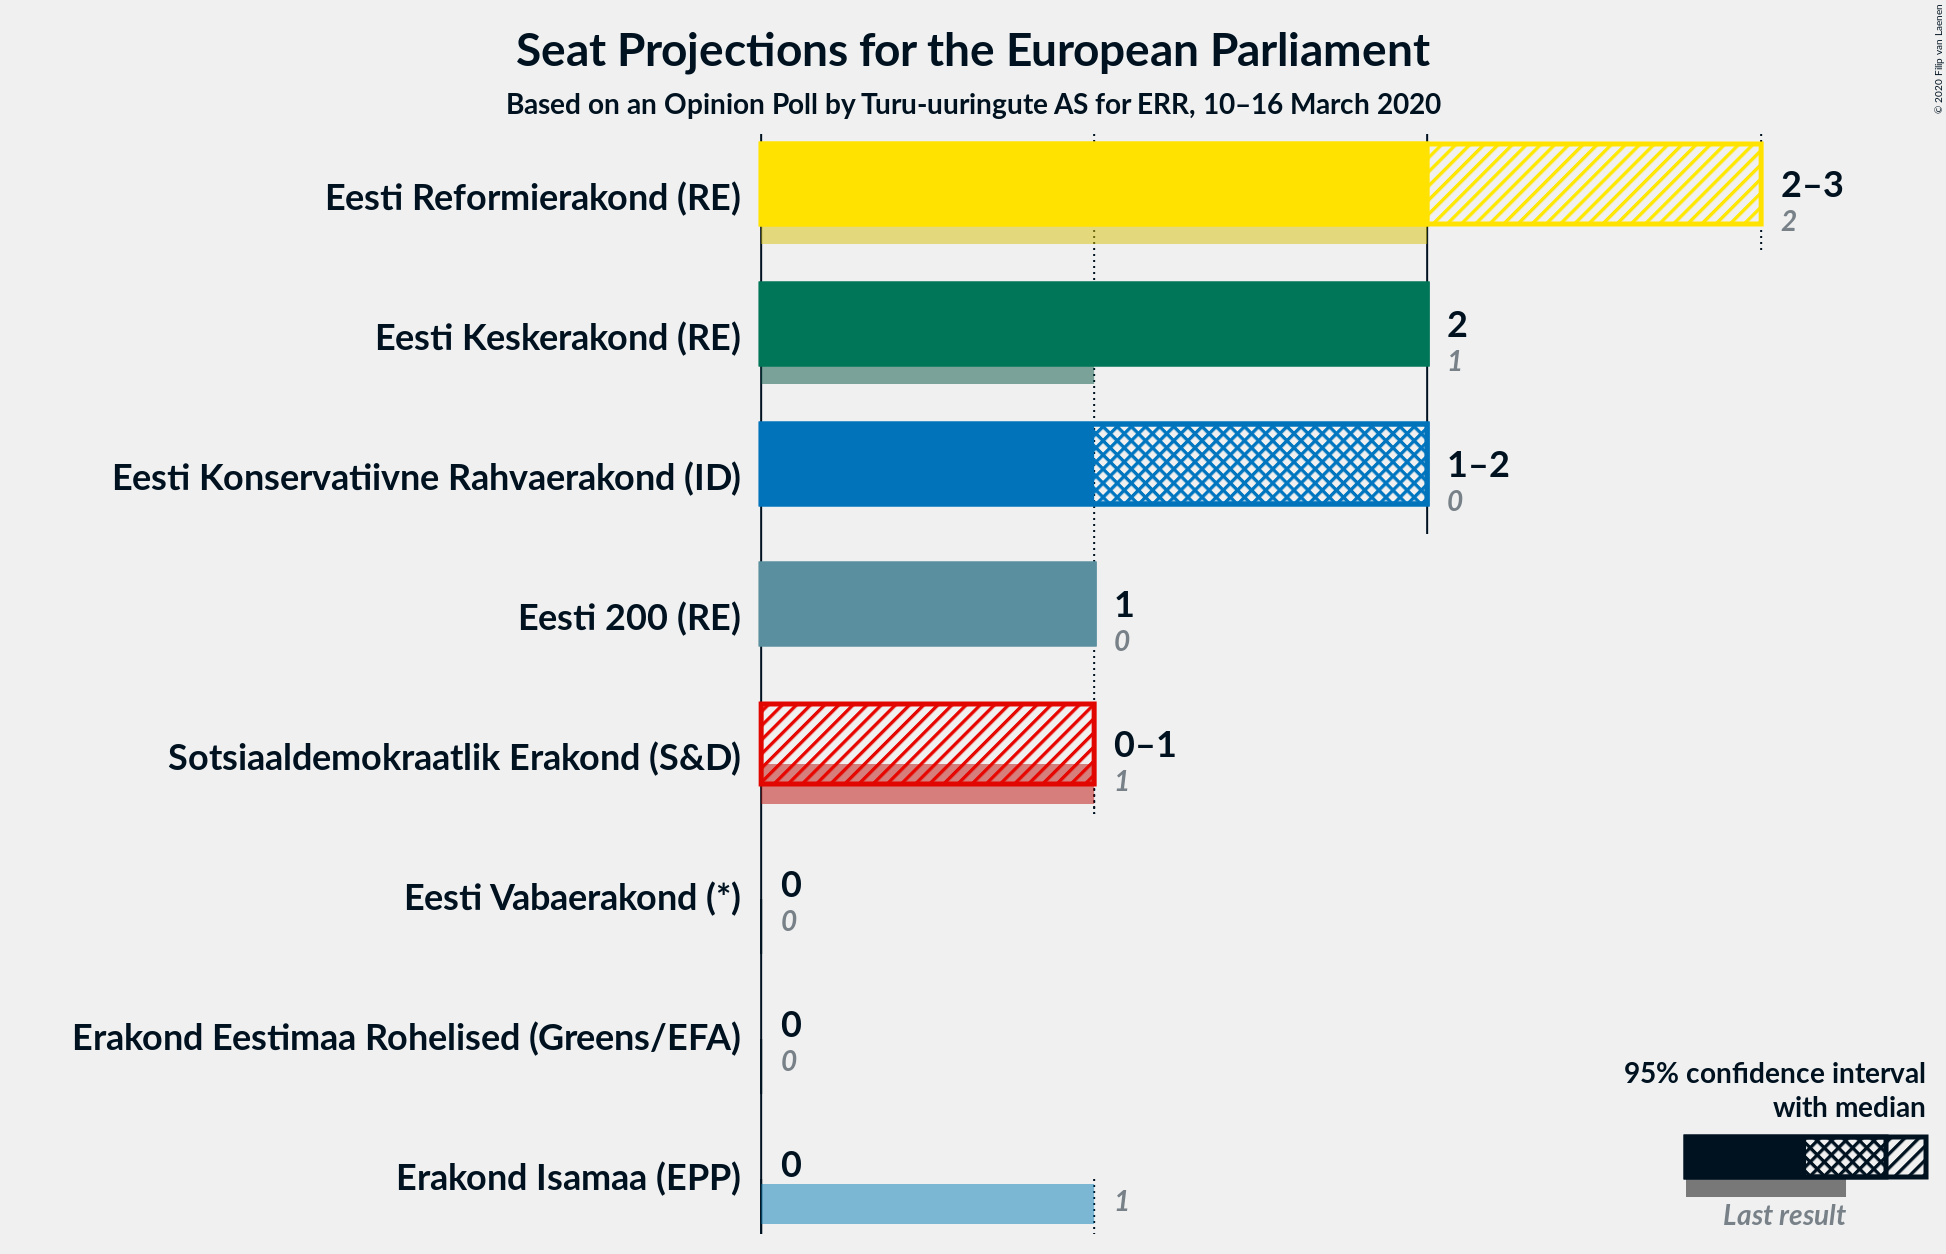 Seat Projections for the European Parliament
Based on an Opinion Poll by Turu-uuringute AS for ERR, 10–16 March 2020
© 2020 Filip van Laenen
Eesti Reformierakond (RE)
2–3
2
Eesti Keskerakond (RE)
2
1
Eesti Konservatiivne Rahvaerakond (ID)
1–2
0
Eesti 200 (RE)
1
0
Sotsiaaldemokraatlik Erakond (S&D)
0–1
1
Eesti Vabaerakond (*)
0
0
Erakond Eestimaa Rohelised (Greens/EFA)
0
0
Erakond Isamaa (EPP)
0
1
95% confidence interval
with median
Last result